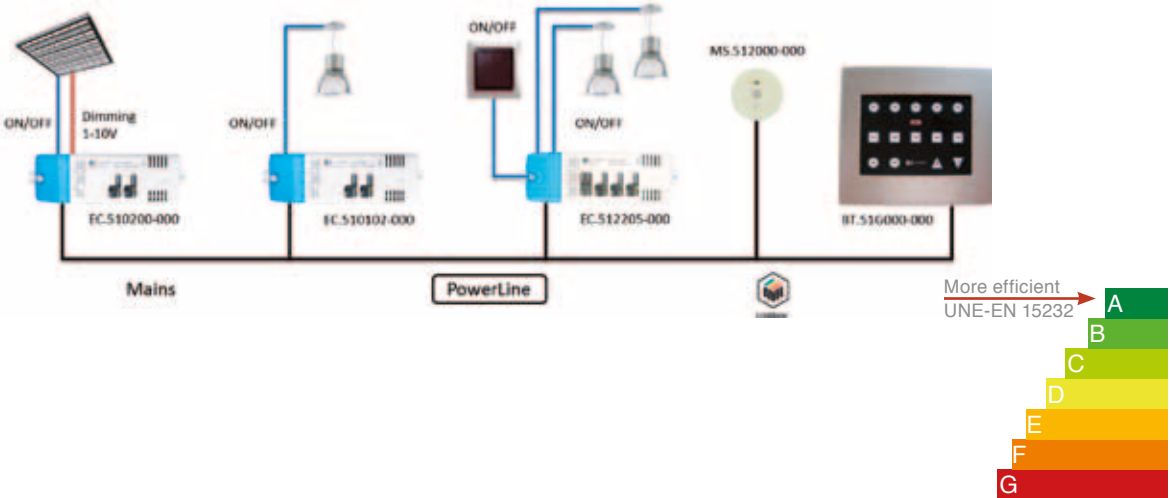 ON/OFF
MS.512000-000
ON/OFF
Dimming
1-10V
ON/OFF
ON/OFF
EC.510200-000
EC.510102-000
EC.512205-000
BT.51G000-000
Mains
PowerLine
More efficient
UNE-EN 15232
A
B
C
D
E
F
G